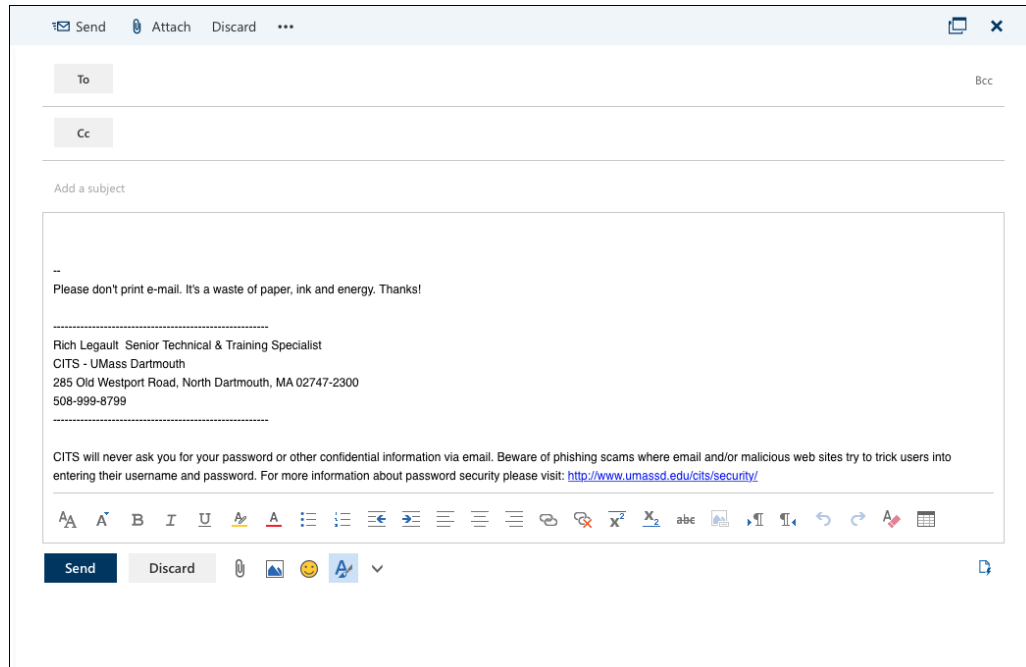 Send Attach Discard •••
To Bcc
Cc
Add a subject
--
Please don't print e-mail. It's a waste of paper, ink and energy. Thanks!
-------------------------------------------------------
Rich Legault  Senior Technical & Training Specialist
CITS - UMass Dartmouth
285 Old Westport Road, North Dartmouth, MA 02747-2300
508-999-8799
-------------------------------------------------------
CITS will never ask you for your password or other confidential information via email. Beware of phishing scams where email and/or malicious web sites try to trick users into
entering their username and password. For more information about password security please visit: http://www.umassd.edu/cits/security/
AA A B I U A A x² X₂ abc ¶ ¶ A
Send Discard A